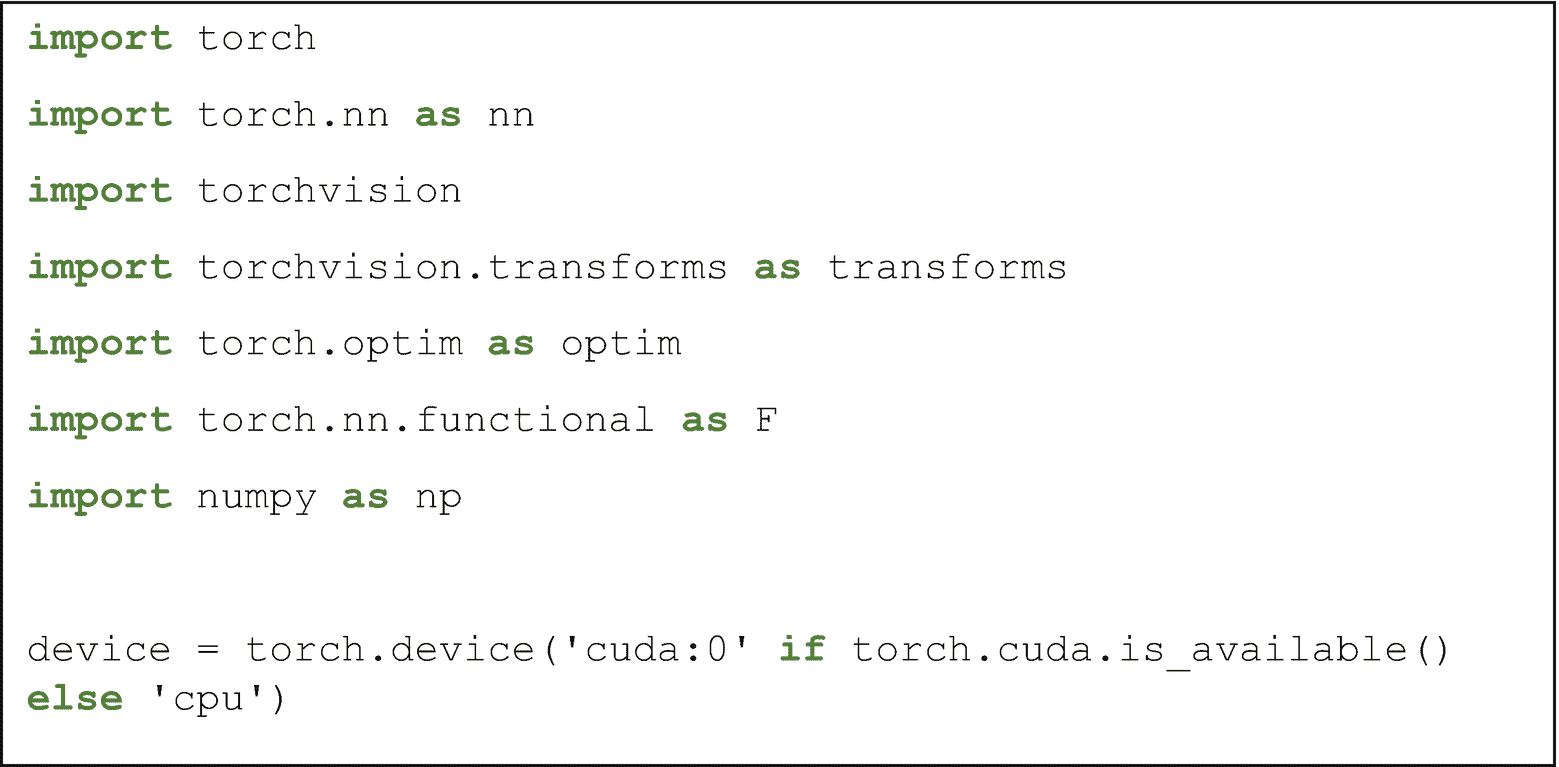 import torch
import torch.nn as nn
import torchvision
import torchvision.transforms as transforms
import torch.optim as optim
import torch.nn.functional as F
import numpy as np
device = torch.device('cuda:0' if torch.cuda.is_available()
else 'cpu')